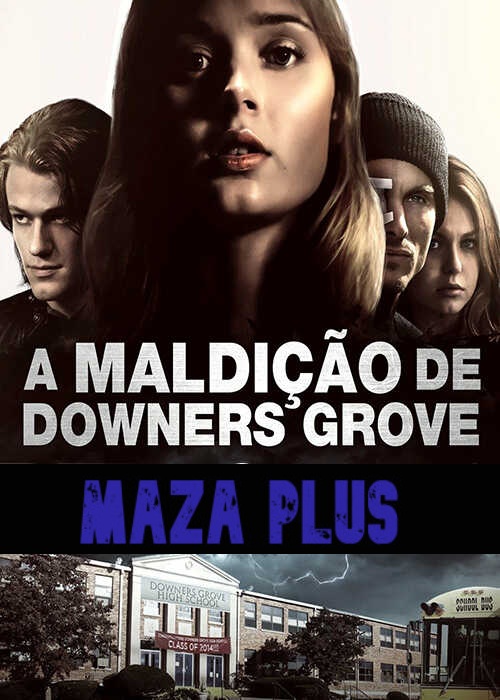 A MALDIÇÃO DE
DOWNERS GROVE
MAZA PLUS
DOWNERS GROVE
HIGH SCHOOL
CLASS OF 2014!!!
SCHOOL BUS